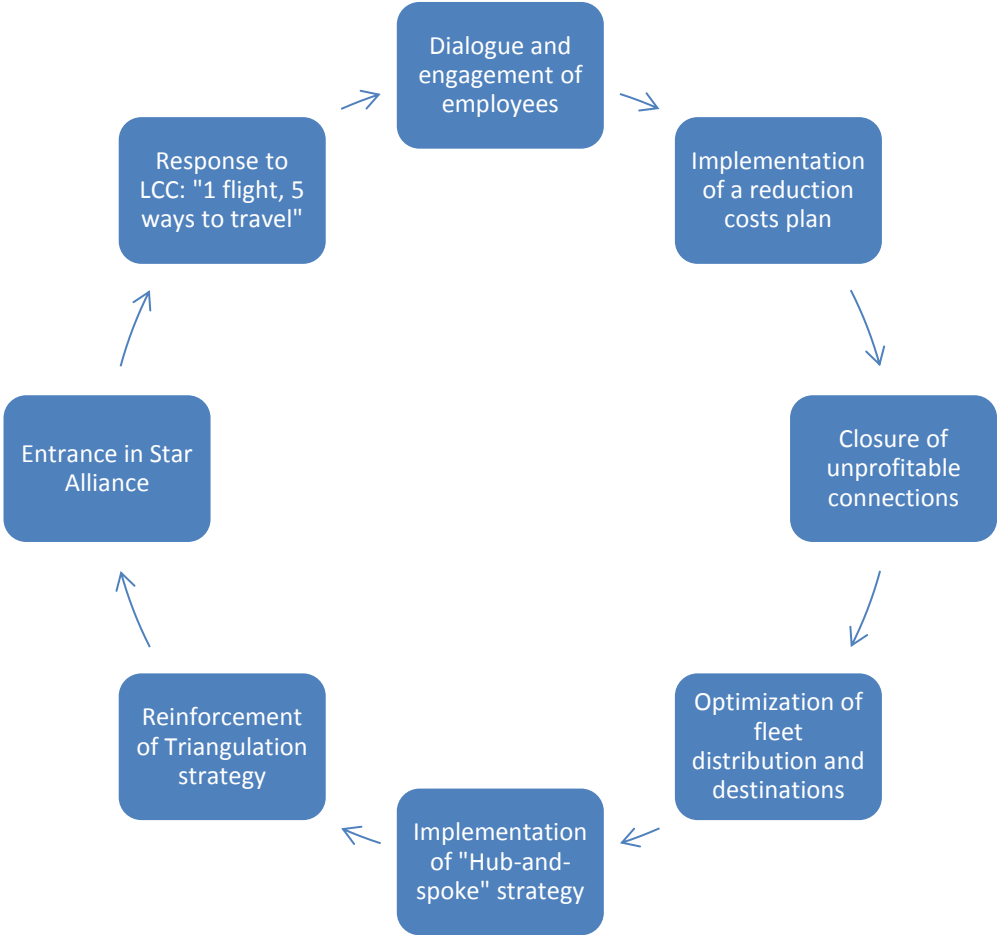 Dialogue and
engagement of
employees
Implementation
of a reduction
costs plan
Closure of
unprofitable
connections
Optimization of
fleet
distribution and
destinations
Implementation
of "Hub-and-
spoke" strategy
Reinforcement
of Triangulation
strategy
Entrance in Star
Alliance
Response to
LCC: "1 flight, 5
ways to travel"